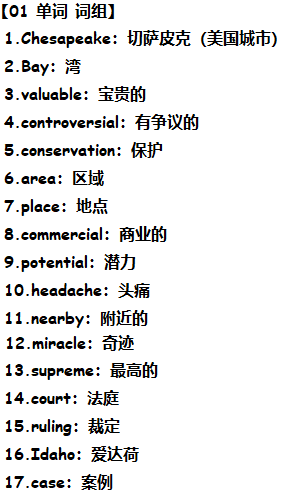 【01 单词 词组】
1.Chesapeake：切萨皮克（美国城市）
2.Bay：湾
3.valuable：宝贵的
4.controversial：有争议的
5.conservation：保护
6.area：区域
7.place：地点
8.commercial：商业的
9.potential：潜力
10.headache：头痛
11.nearby：附近的
12.miracle：奇迹
13.supreme：最高的
14.court：法庭
15.ruling：裁定
16.Idaho：爱达荷
17.case：案例